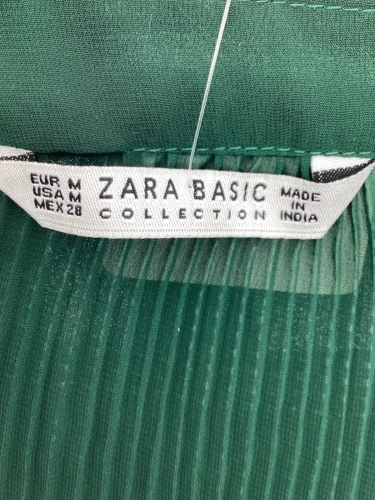 EUR M
USA M
MEX 28
ZARA BASIC
COLLECTION
MADE
IN
INDIA